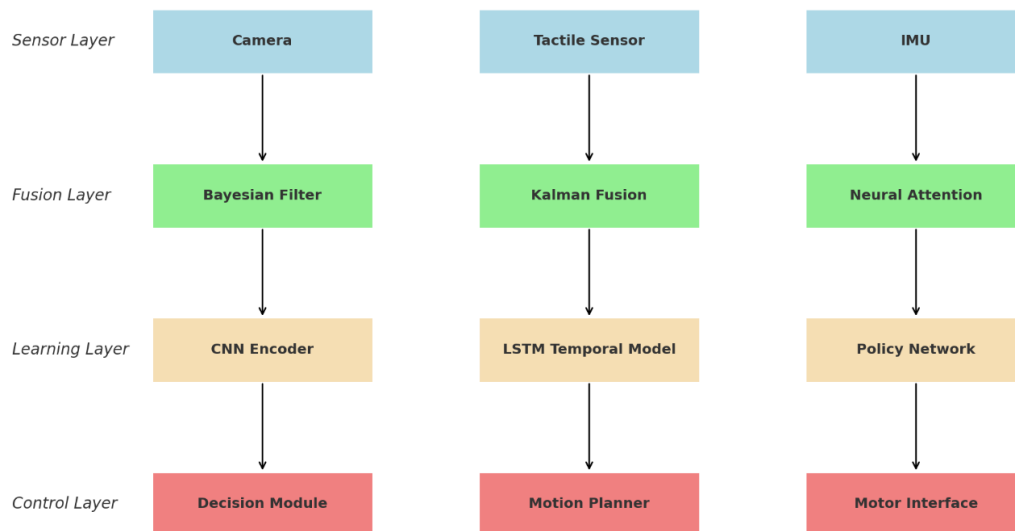 Sensor Layer
Camera
Tactile Sensor
IMU
Fusion Layer
Bayesian Filter
Kalman Fusion
Neural Attention
Learning Layer
CNN Encoder
LSTM Temporal Model
Policy Network
Control Layer
Decision Module
Motion Planner
Motor Interface